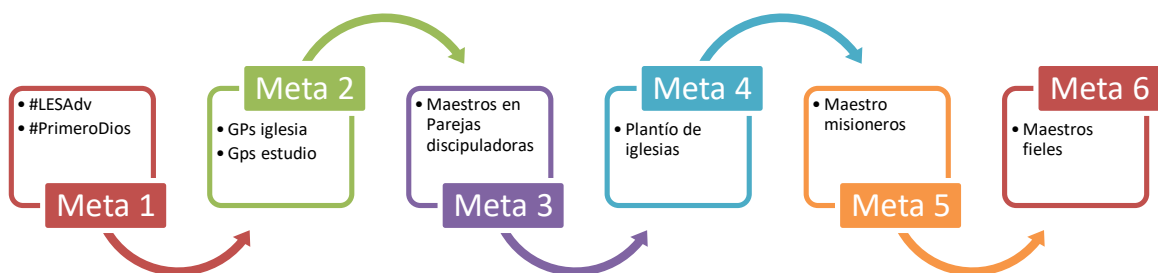 • #LESAdv
• #PrimeroDios
Meta 1
Meta 2
• GPs iglesia
• Gps estudio
• Maestros en
Parejas
discipuladoras
Meta 3
Meta 4
• Plantío de
iglesias
• Maestro
misioneros
Meta 5
Meta 6
• Maestros
fieles